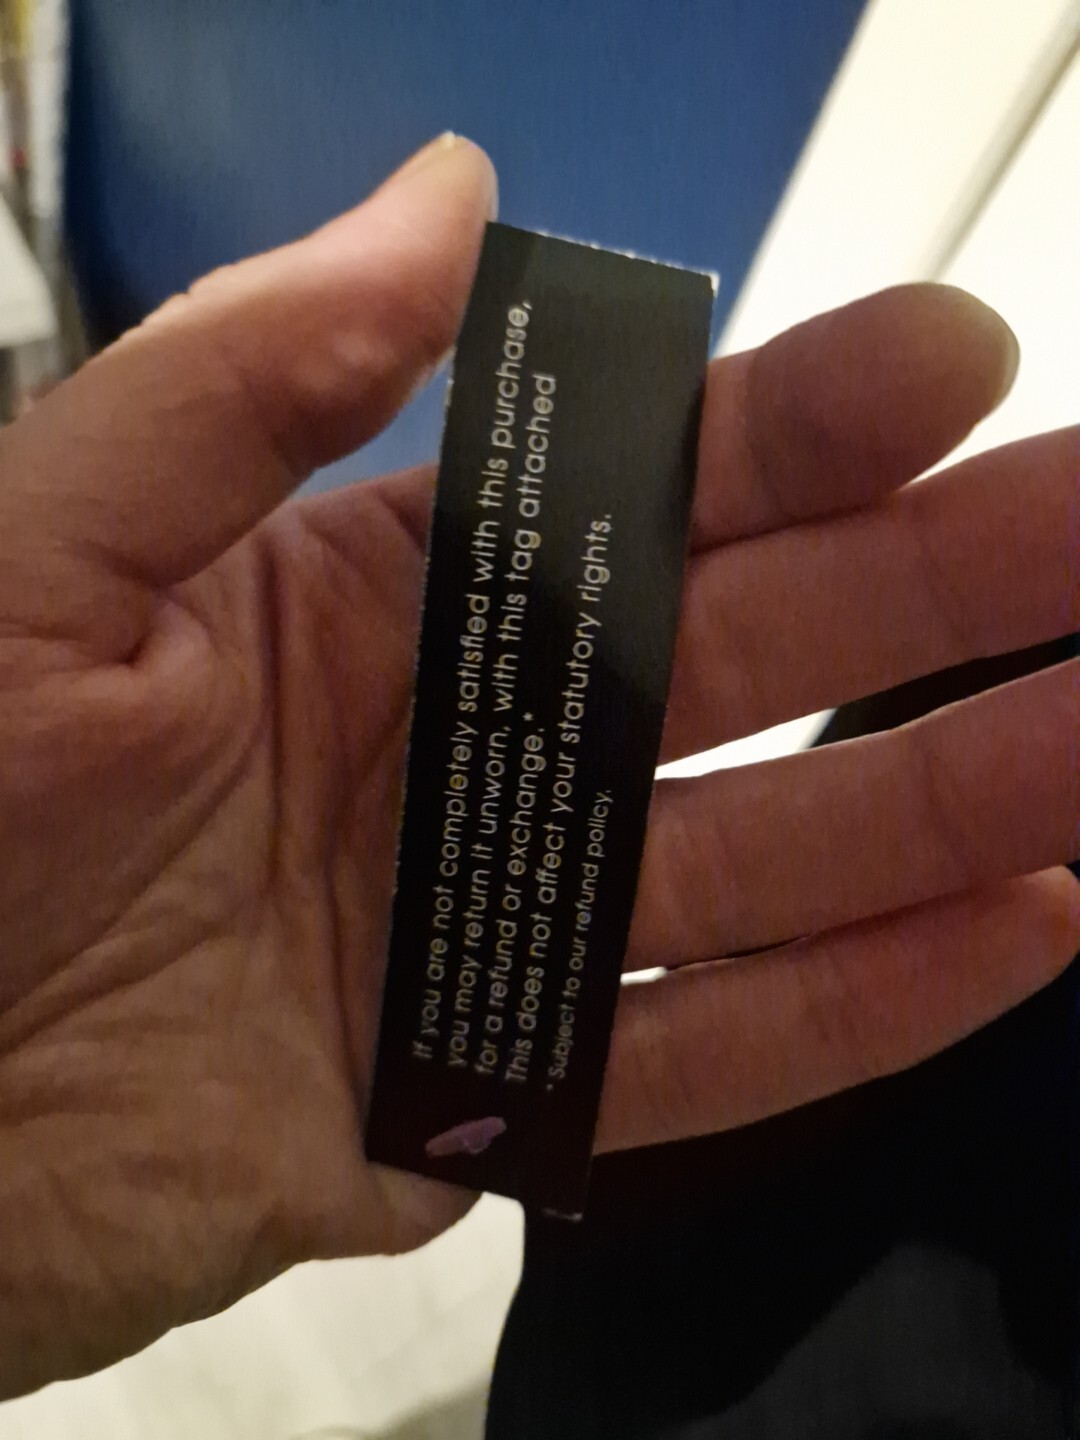 If you are not completely satisfied with this purchase,
you may return it unworn, with this tag attached
for a refund or exchange.*
This does not affect your statutory rights.
* Subject to our refund policy.